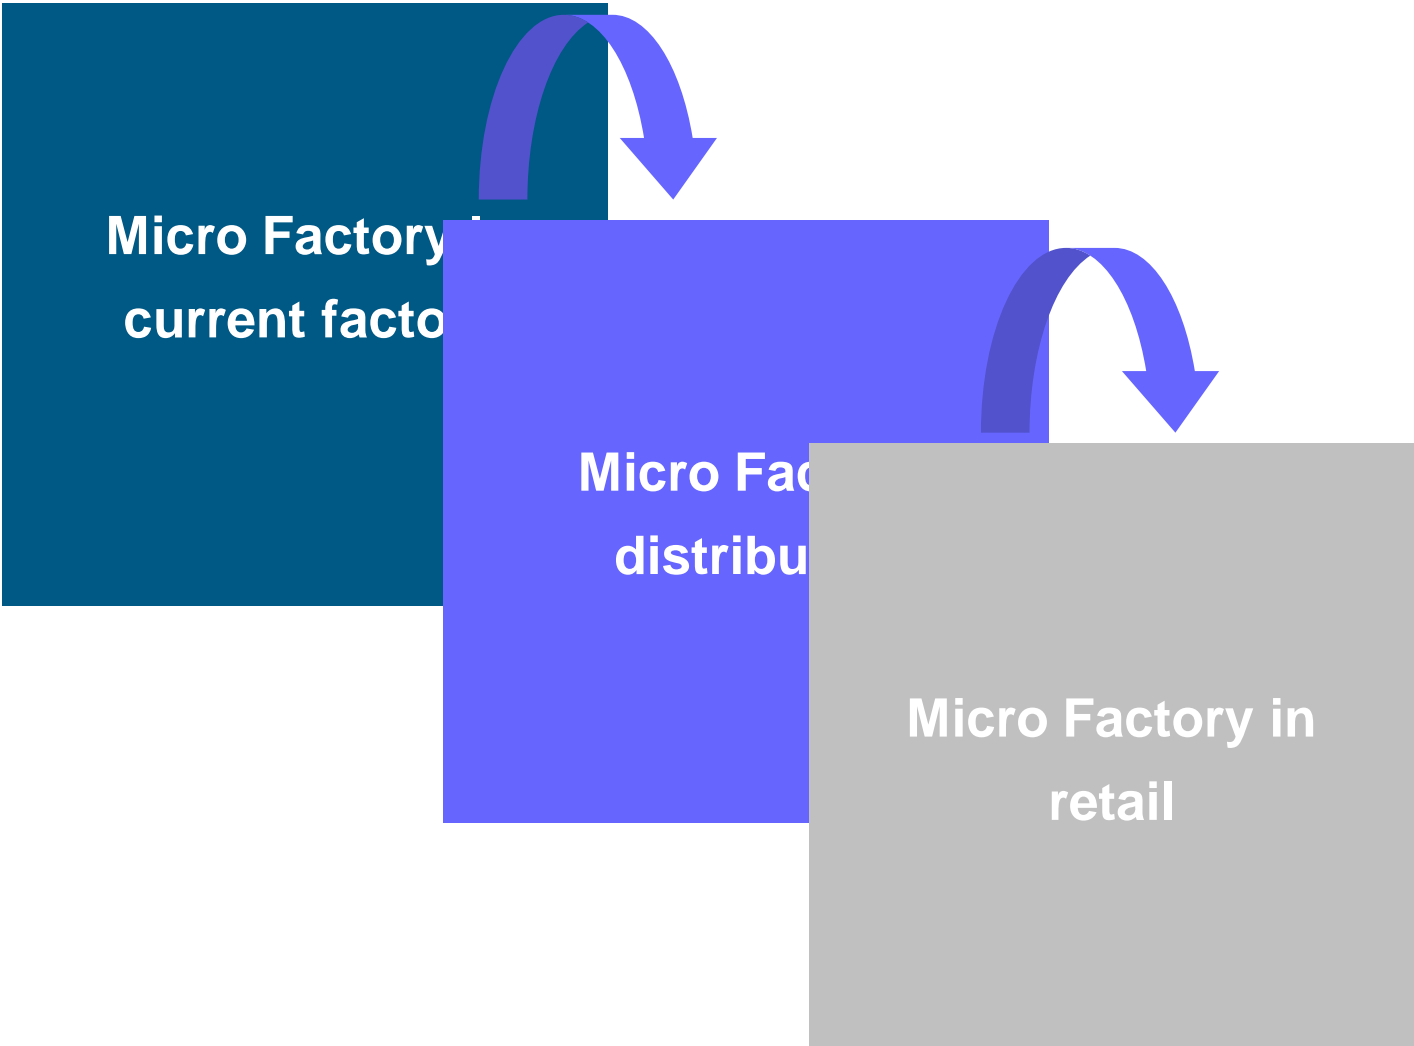 Micro Factory
current facto
Micro Fac
distribu
Micro Factory in
retail